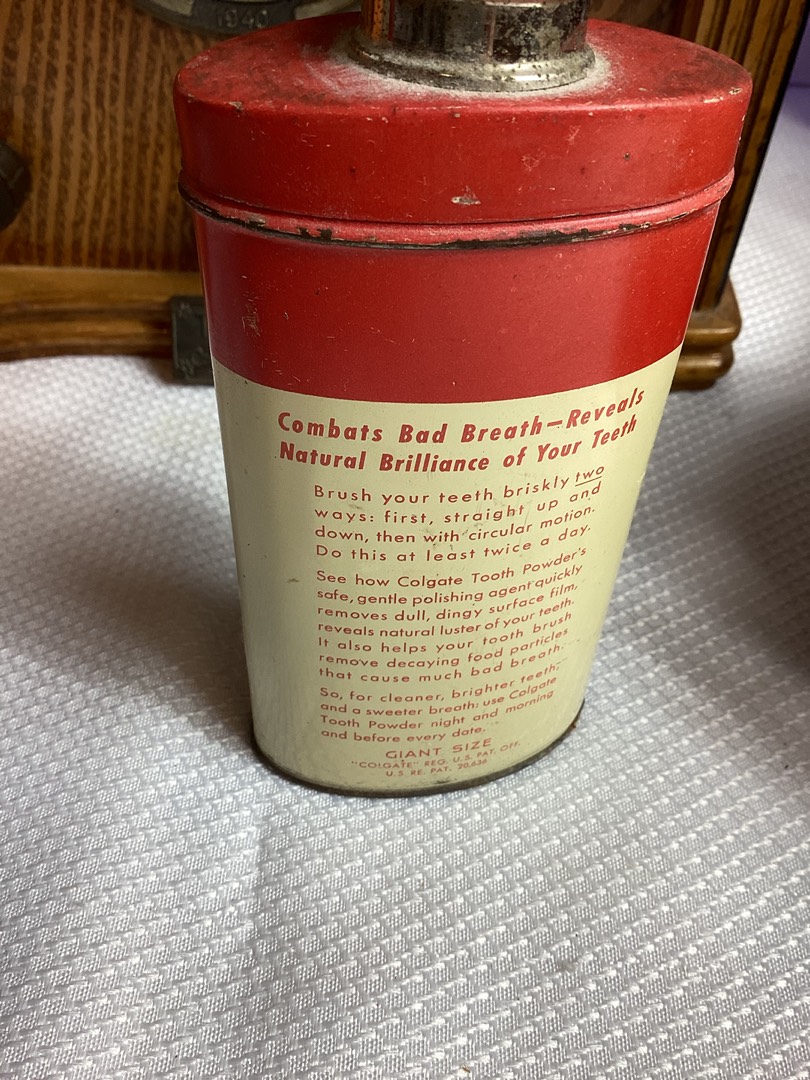 1940
Combats Bad Breath—Reveals
Natural Brilliance of Your Teeth
Brush your teeth briskly two
ways: first, straight up and
down, then with circular motion.
Do this at least twice a day.
See how Colgate Tooth Powder's
safe, gentle polishing agent quickly
removes dull, dingy surface film,
reveals natural luster of your teeth.
It also helps your tooth brush
remove decaying food particles
that cause much bad breath.
So, for cleaner, brighter teeth,
and a sweeter breath: use Colgate
Tooth Powder night and morning
and before every date.
GIANT SIZE
"COLGATE" REG. U.S. PAT. OFF.
U.S. RE. PAT. 20,636